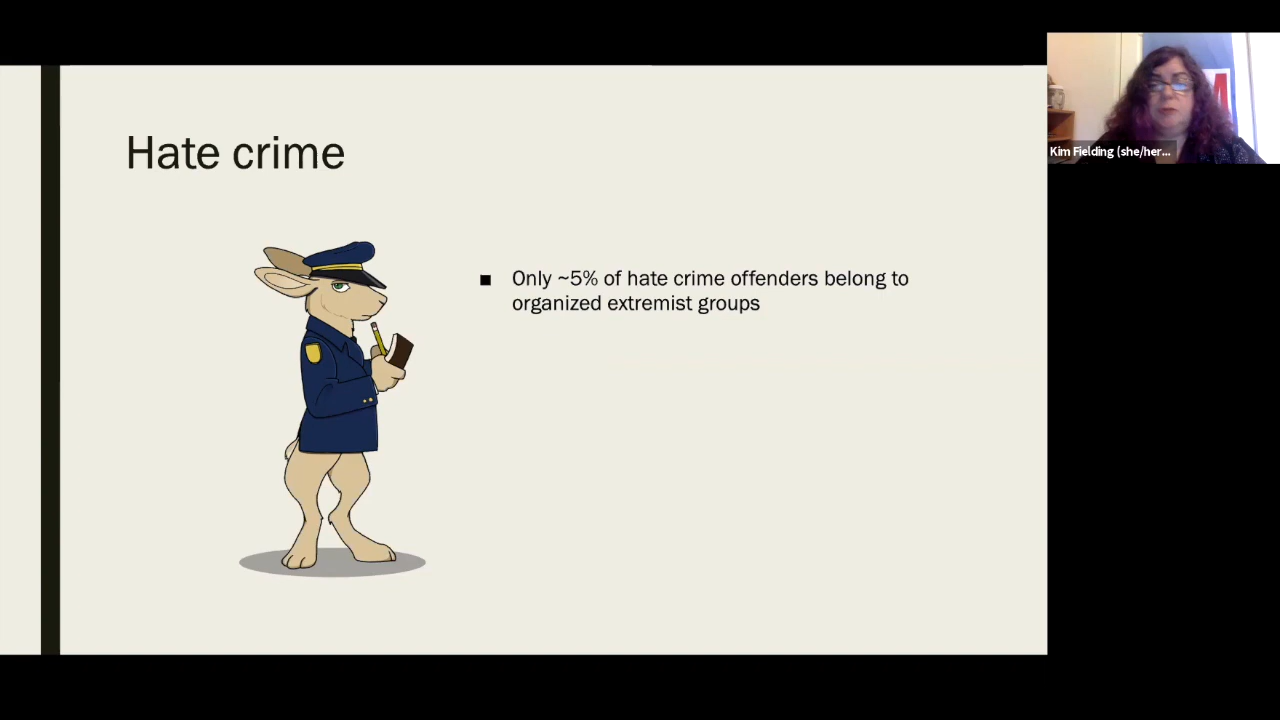 Hate crime
Only ~5% of hate crime offenders belong to
organized extremist groups
Kim Fielding (she/her...